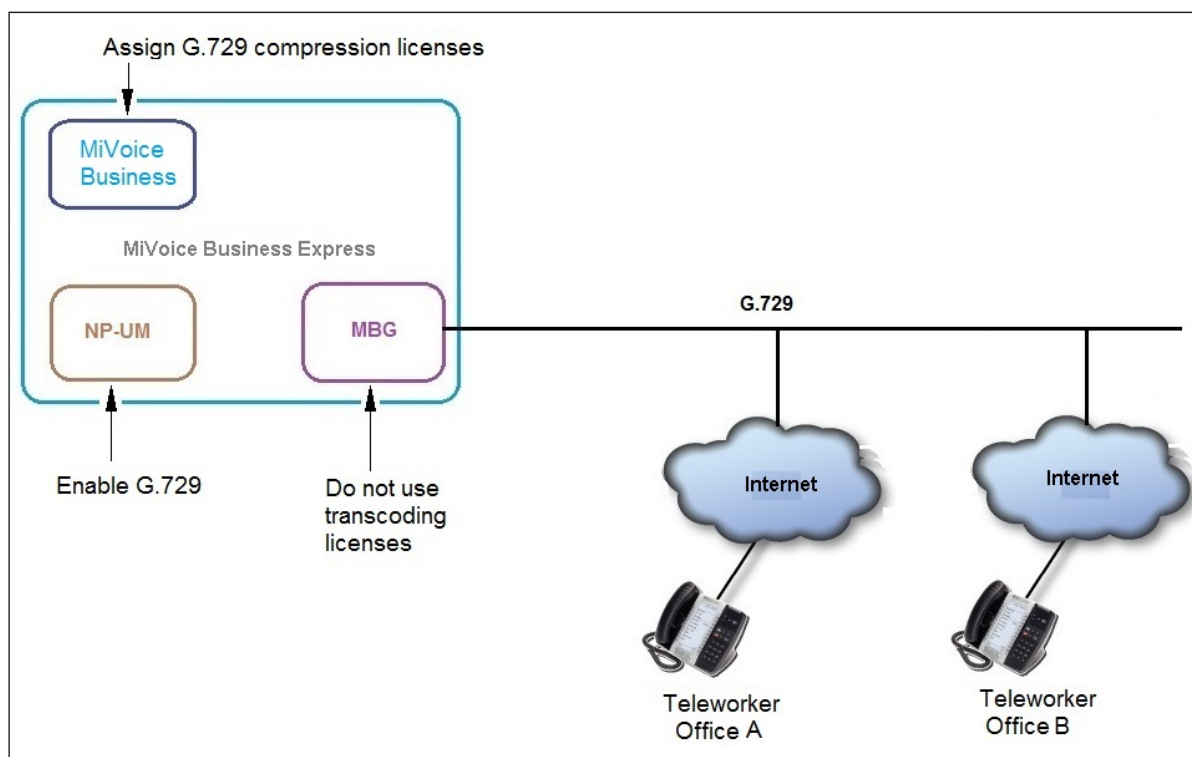 Assign G.729 compression licenses
MiVoice
Business
MiVoice Business Express
NP-UM
MBG
G.729
Enable G.729
Do not use
transcoding
licenses
Internet
Internet
Teleworker
Office A
Teleworker
Office B